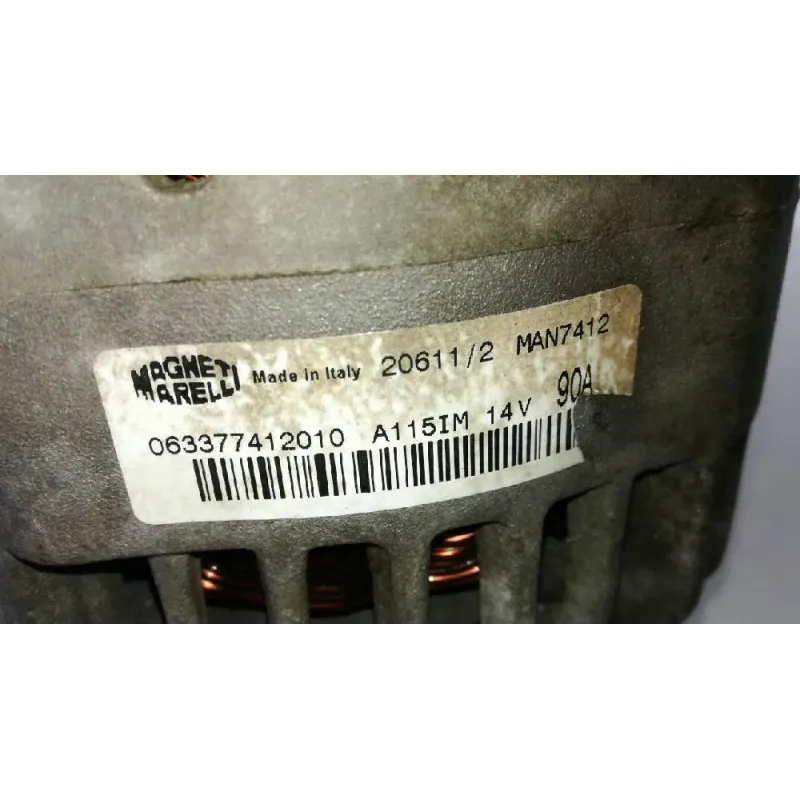 MAGNETI MARELLI Made in Italy 20611/2 MAN7412
063377412010 A115IM 14V 90A